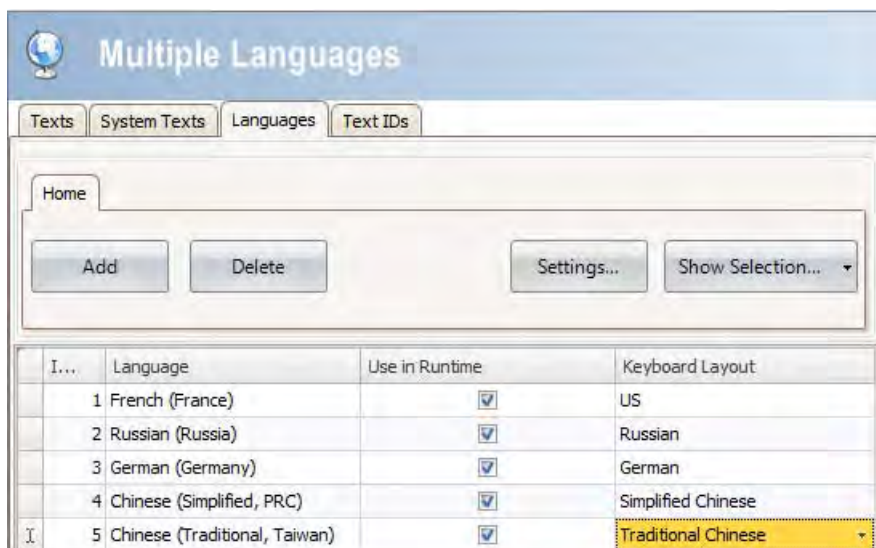 Multiple Languages
Texts System Texts Languages Text IDs
Home
Add Delete Settings... Show Selection...
I... Language Use in Runtime Keyboard Layout
1 French (France) US
2 Russian (Russia) Russian
3 German (Germany) German
4 Chinese (Simplified, PRC) Simplified Chinese
5 Chinese (Traditional, Taiwan) Traditional Chinese